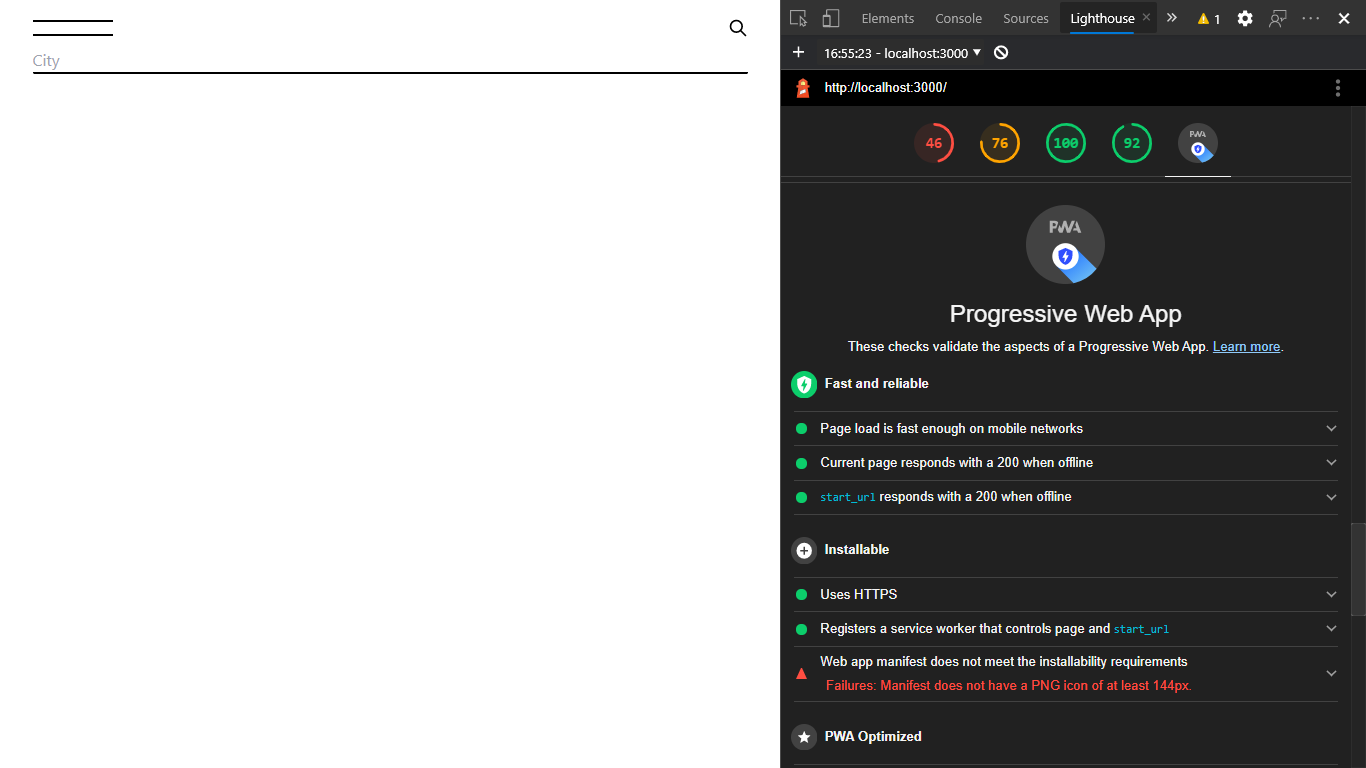 City
Elements Console Sources Lighthouse 1
16:55:23 - localhost:3000
http://localhost:3000/
46 76 100 92 PWA
PWA
Progressive Web App
These checks validate the aspects of a Progressive Web App. Learn more.
Fast and reliable
Page load is fast enough on mobile networks
Current page responds with a 200 when offline
start_url responds with a 200 when offline
Installable
Uses HTTPS
Registers a service worker that controls page and start_url
Web app manifest does not meet the installability requirements
Failures: Manifest does not have a PNG icon of at least 144px.
PWA Optimized